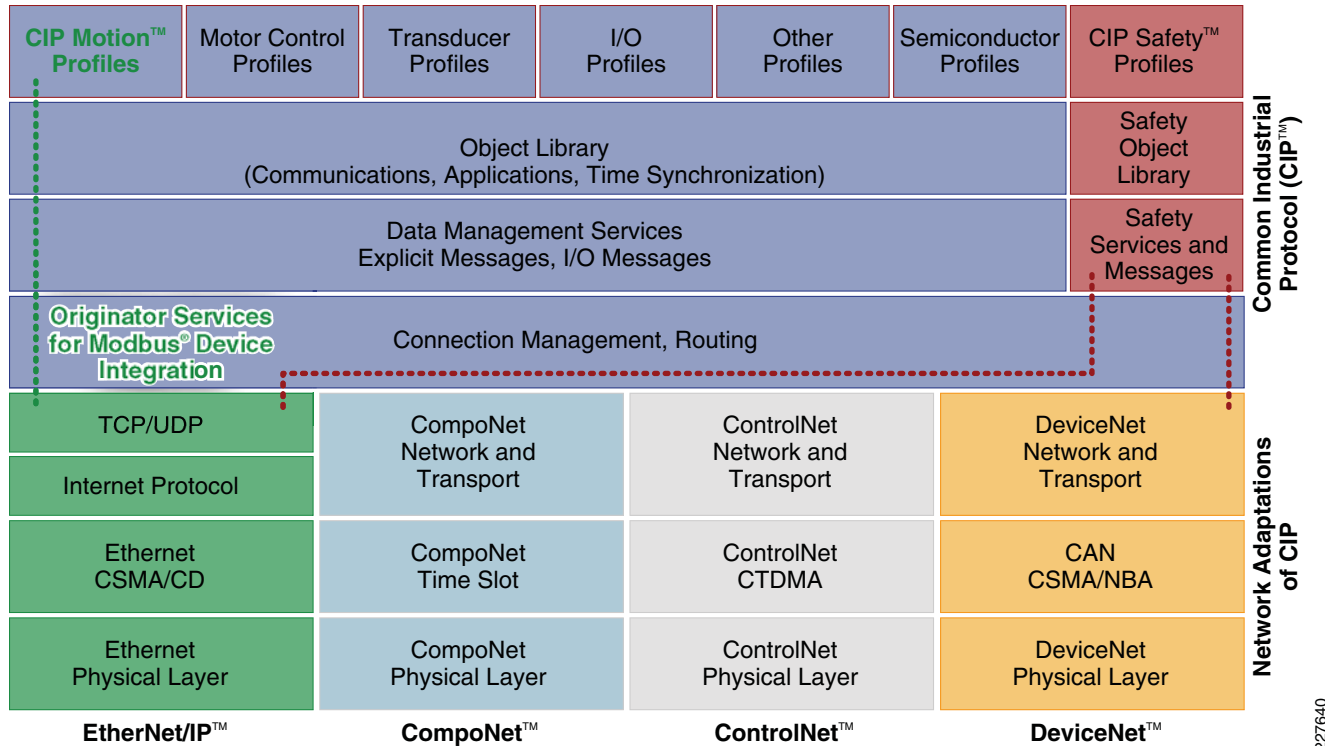 CIP Motion™
Profiles
Motor Control
Profiles
Transducer
Profiles
I/O
Profiles
Other
Profiles
Semiconductor
Profiles
CIP Safety™
Profiles
Object Library
(Communications, Applications, Time Synchronization)
Safety
Object
Library
Data Management Services
Explicit Messages, I/O Messages
Safety
Services and
Messages
Originator Services
for Modbus® Device
Integration
Connection Management, Routing
Common Industrial
Protocol (CIP™)
TCP/UDP
Internet Protocol
CompoNet
Network and
Transport
ControlNet
Network and
Transport
DeviceNet
Network and
Transport
Ethernet
CSMA/CD
CompoNet
Time Slot
ControlNet
CTDMA
CAN
CSMA/NBA
Ethernet
Physical Layer
CompoNet
Physical Layer
ControlNet
Physical Layer
DeviceNet
Physical Layer
Network Adaptations
of CIP
EtherNet/IP™
CompoNet™
ControlNet™
DeviceNet™
227640